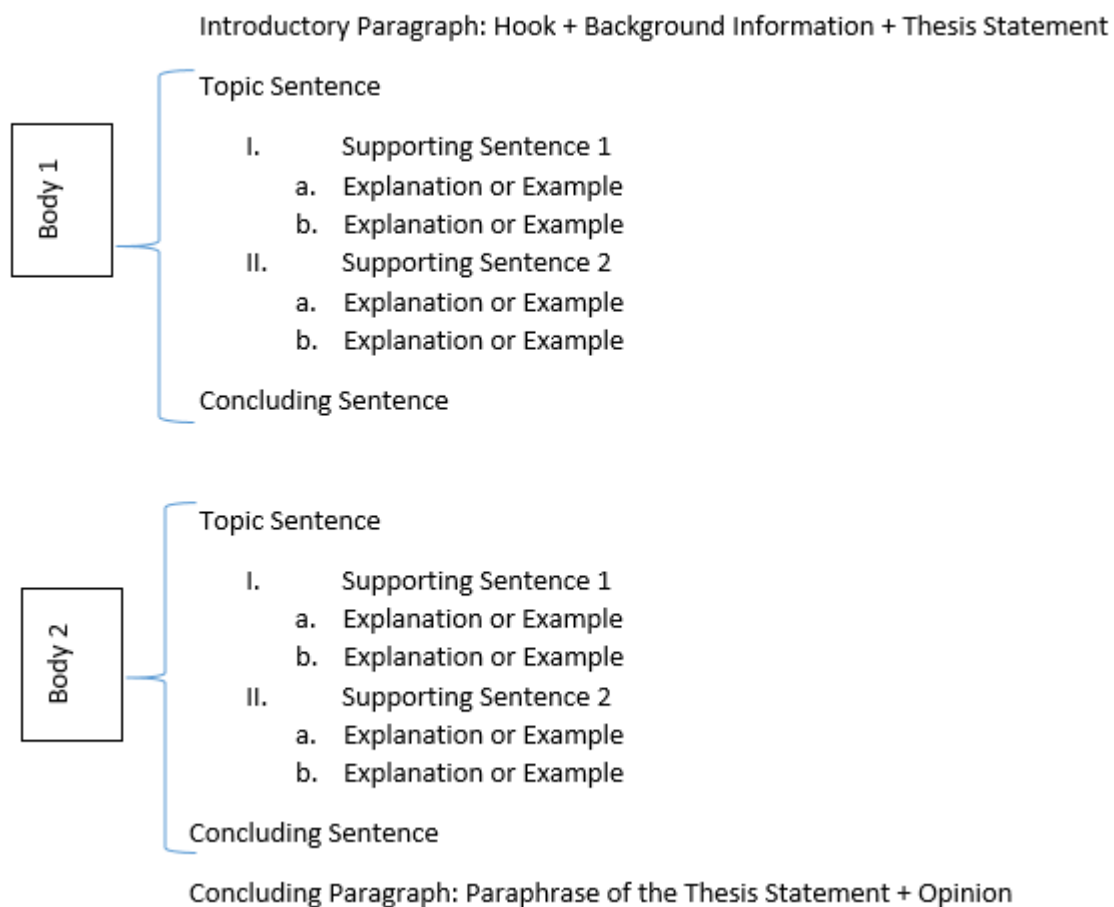 Introductory Paragraph: Hook + Background Information + Thesis Statement
Body 1
Topic Sentence
I. Supporting Sentence 1
a. Explanation or Example
b. Explanation or Example
II. Supporting Sentence 2
a. Explanation or Example
b. Explanation or Example
Concluding Sentence
Body 2
Topic Sentence
I. Supporting Sentence 1
a. Explanation or Example
b. Explanation or Example
II. Supporting Sentence 2
a. Explanation or Example
b. Explanation or Example
Concluding Sentence
Concluding Paragraph: Paraphrase of the Thesis Statement + Opinion